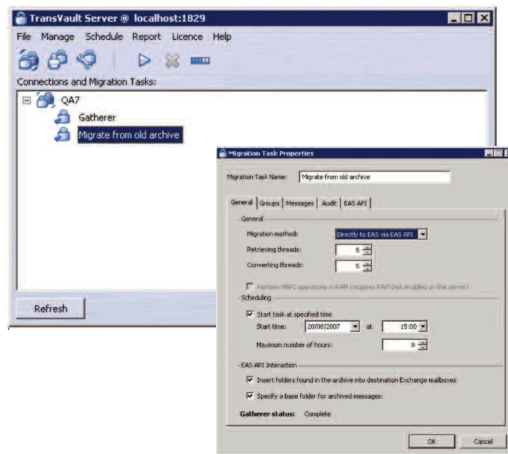 TransVault Server @ localhost:1829
File Manage Schedule Report Licence Help
Connections and Migration Tasks:
QA7
Gatherer
Migrate from old archive
Refresh
Migration Task Properties
Migration Task Name: Migrate from old archive
General Groups Messages Audit EAS API
General
Migration method: Directly to EAS via EAS API
Retrieving threads: 5
Converting threads: 5
Perform MAPI operations in RAM (requires RAM Disk enabled on the server)
Scheduling
Start task at specified time
Start time: 20/08/2007 at 15:00
Maximum number of hours: 8
EAS API Interaction
Insert folders found in the archive into destination Exchange mailboxes
Specify a base folder for archived messages:
Gatherer status: Complete
OK Cancel